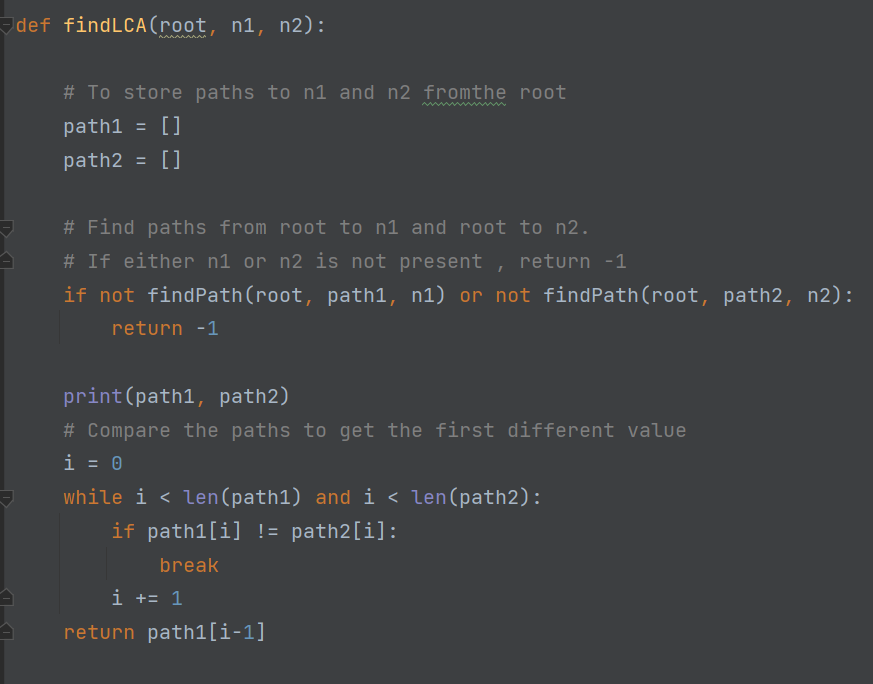 def findLCA(root, n1, n2):
# To store paths to n1 and n2 fromthe root
path1 = []
path2 = []
# Find paths from root to n1 and root to n2.
# If either n1 or n2 is not present , return -1
if not findPath(root, path1, n1) or not findPath(root, path2, n2):
return -1
print(path1, path2)
# Compare the paths to get the first different value
i = 0
while i < len(path1) and i < len(path2):
if path1[i] != path2[i]:
break
i += 1
return path1[i-1]